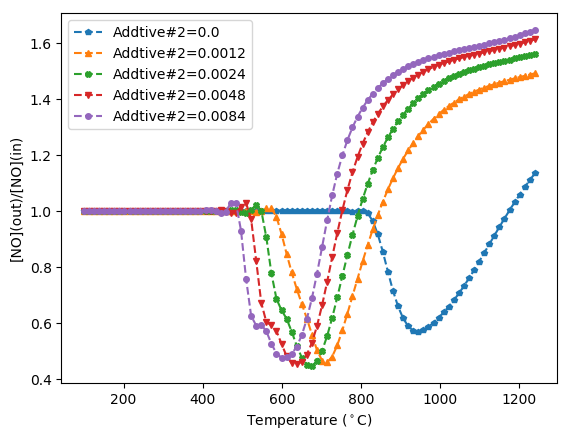 Addtive#2=0.0
Addtive#2=0.0012
Addtive#2=0.0024
Addtive#2=0.0048
Addtive#2=0.0084
1.6
1.4
1.2
1.0
0.8
0.6
0.4
[NO](out)/[NO](in)
200 400 600 800 1000 1200
Temperature (°C)